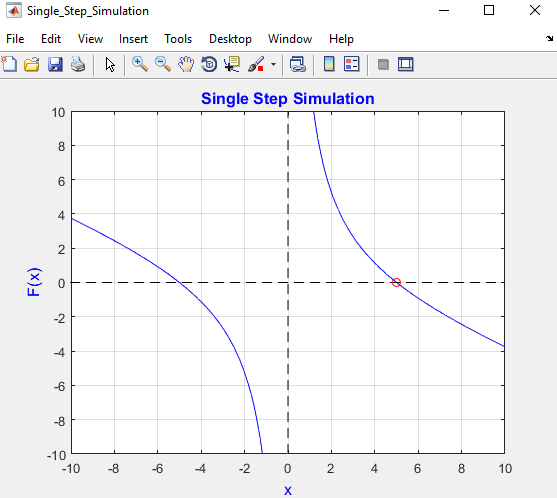 Single_Step_Simulation
File Edit View Insert Tools Desktop Window Help
Single Step Simulation
10
8
6
4
2
0
-2
-4
-6
-8
-10
F(x)
-10 -8 -6 -4 -2 0 2 4 6 8 10
x